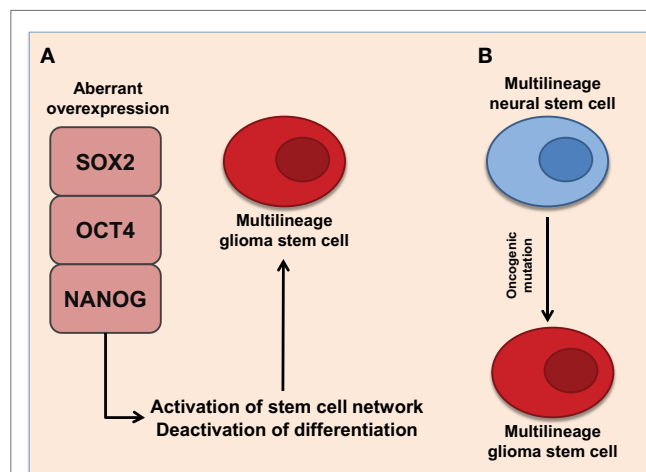 A
Aberrant
overexpression
SOX2
OCT4
NANOG
Multilineage
glioma stem cell
Activation of stem cell network
Deactivation of differentiation
B
Multilineage
neural stem cell
Oncogenic
mutation
Multilineage
glioma stem cell